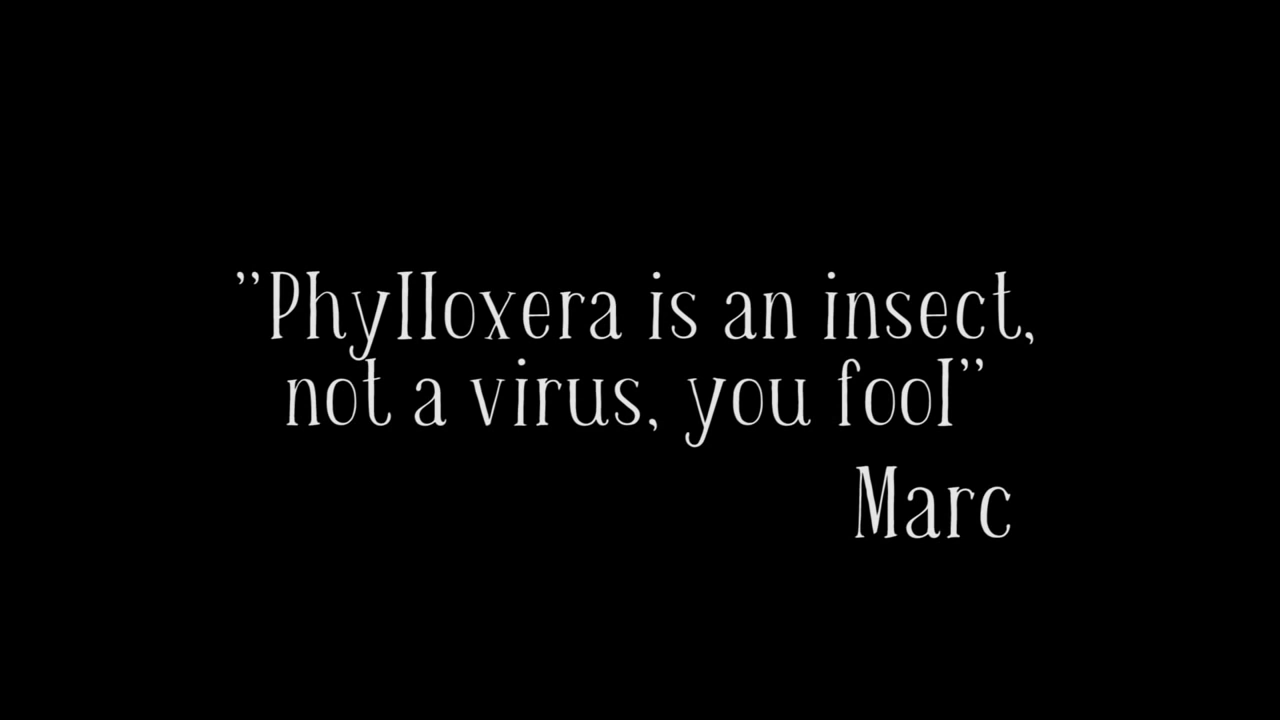 ”Phylloxera is an insect,
not a virus, you fool”
Marc